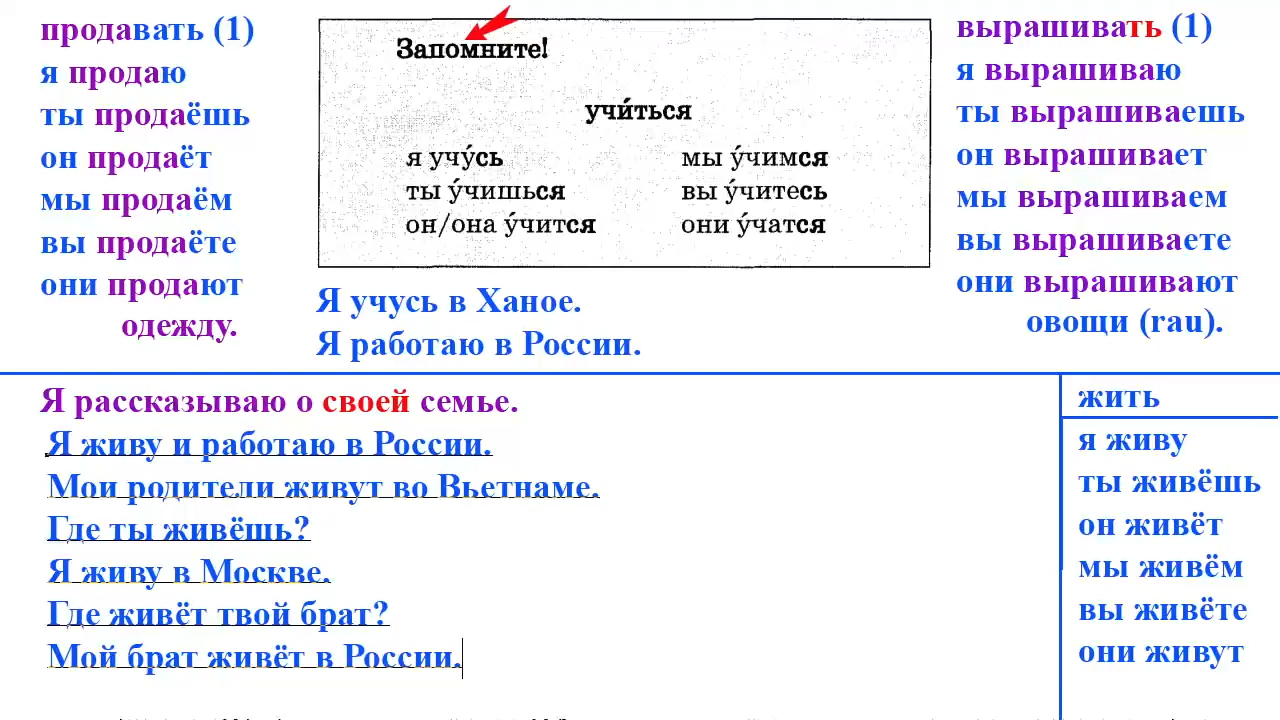 продавать (1)
я продаю
ты продаёшь
он продаёт
мы продаём
вы продаёте
они продают
одежду.
Запомните!
учи́ться
я учу́сь
ты у́чишься
он/она у́чится
мы у́чимся
вы у́читесь
они у́чатся
Я учусь в Ханое.
Я работаю в России.
выращивать (1)
я выращиваю
ты выращиваешь
он выращивает
мы выращиваем
вы выращиваете
они выращивают
овощи (rau).
Я рассказываю о своей семье.
Я живу и работаю в России.
Мои родители живут во Вьетнаме.
Где ты живёшь?
Я живу в Москве.
Где живёт твой брат?
Мой брат живёт в России.
жить
я живу
ты живёшь
он живёт
мы живём
вы живёте
они живут